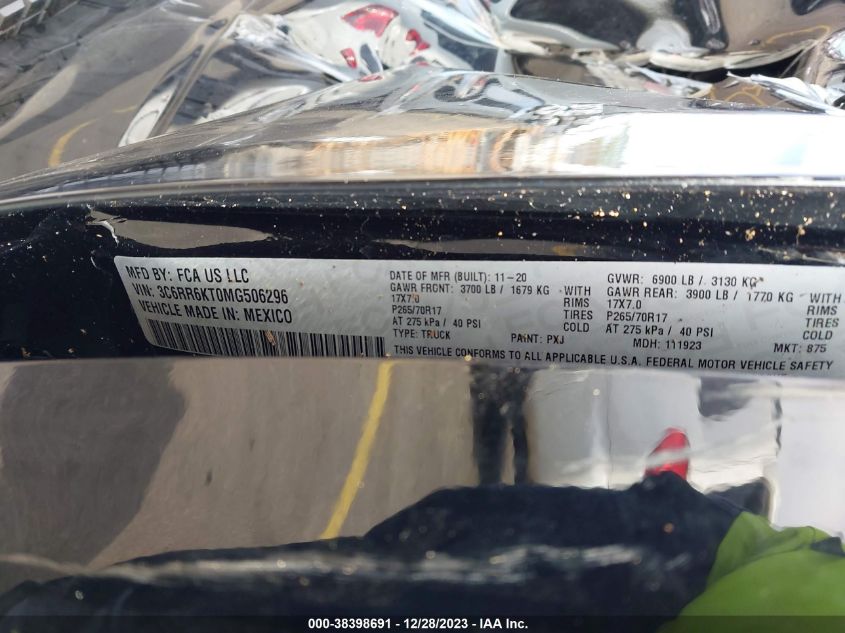 MFD BY: FCA US LLC
VIN: 3C6RR6KT0MG506296
VEHICLE MADE IN: MEXICO
DATE OF MFR (BUILT): 11-20
GAWR FRONT: 3700 LB / 1679 KG WITH
17X7.0 RIMS
P265/70R17 TIRES
AT 275 kPa / 40 PSI COLD
TYPE: TRUCK PAINT: PXJ
GVWR: 6900 LB / 3130 KG
GAWR REAR: 3900 LB / 1770 KG WITH
17X7.0 RIMS
P265/70R17 TIRES
AT 275 kPa / 40 PSI COLD
MDH: 111923 MKT: 875
THIS VEHICLE CONFORMS TO ALL APPLICABLE U.S.A. FEDERAL MOTOR VEHICLE SAFETY
000-38398691 - 12/28/2023 - IAA Inc.